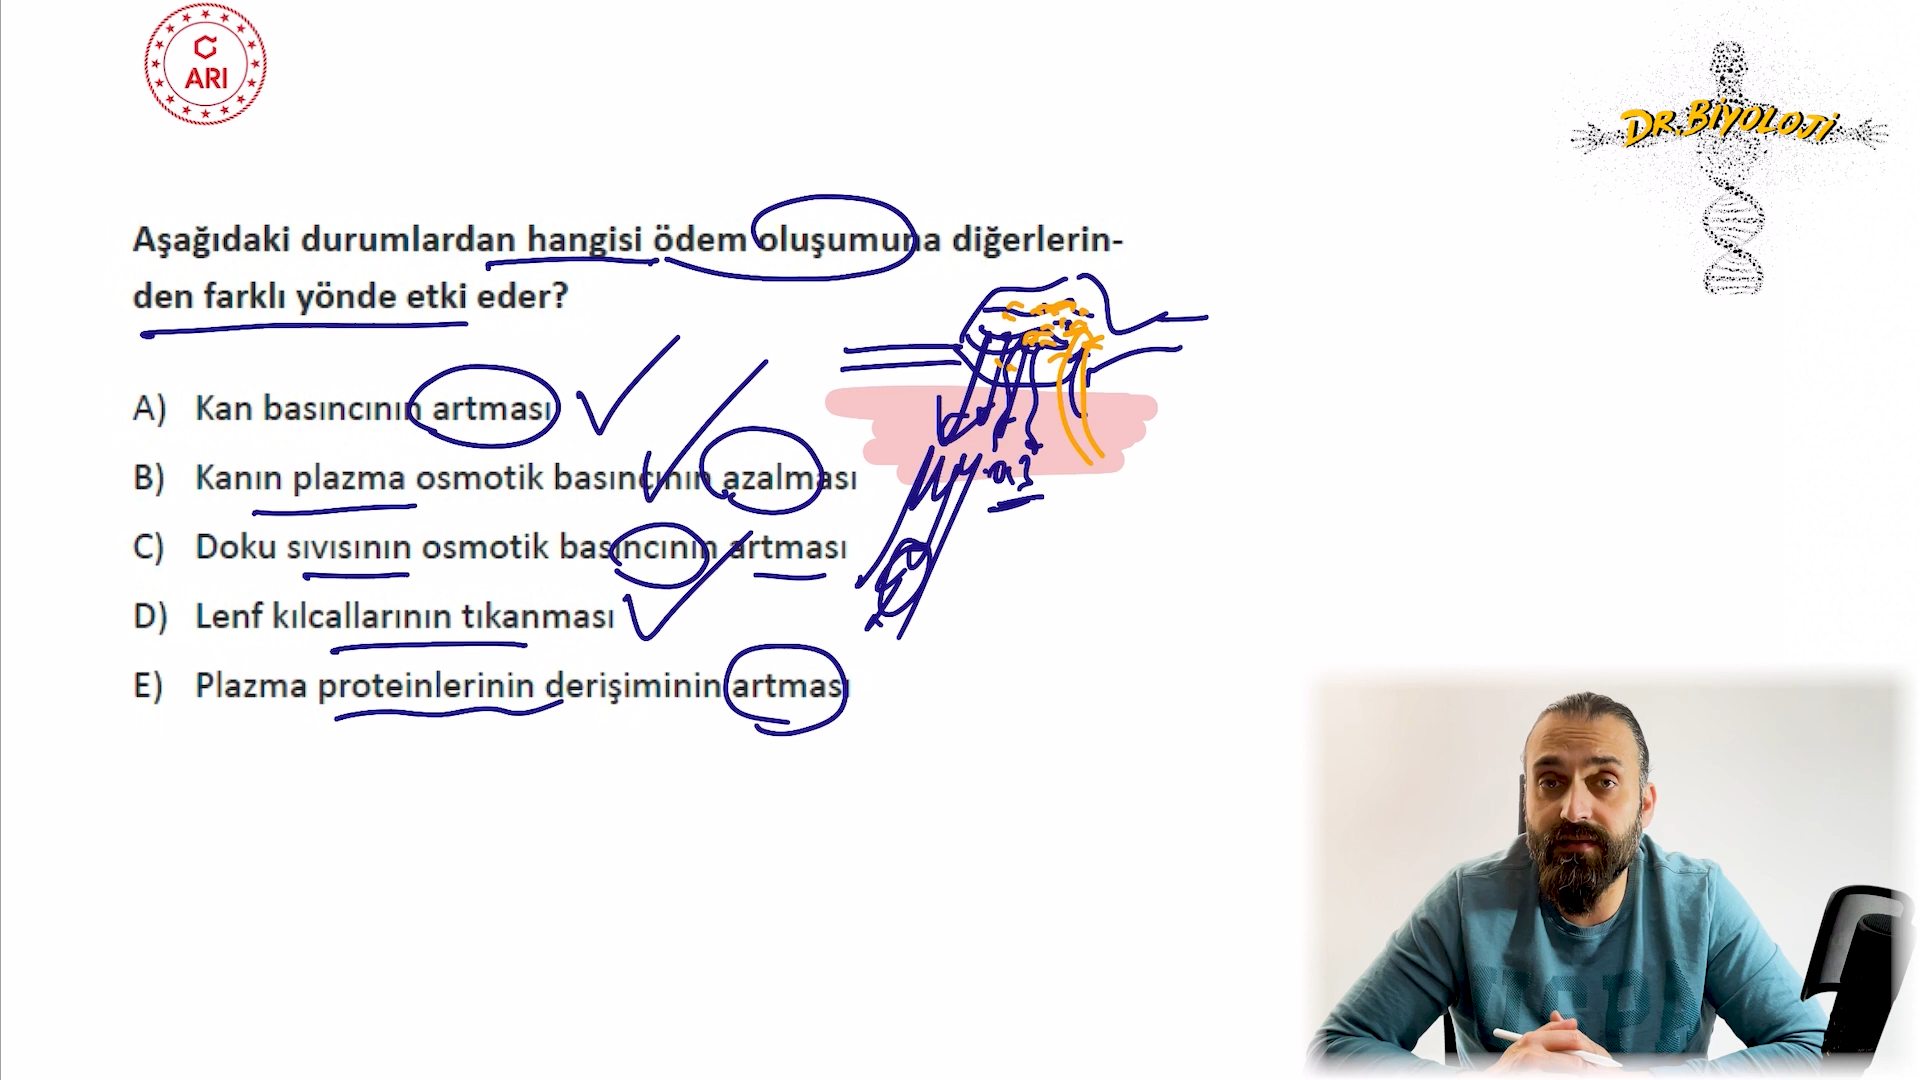 ARI
DR.BİYOLOJİ
Aşağıdaki durumlardan hangisi ödem oluşumuna diğerlerin-
den farklı yönde etki eder?
A) Kan basıncının artması
B) Kanın plazma osmotik basıncının azalması
C) Doku sıvısının osmotik basıncının artması
D) Lenf kılcallarının tıkanması
E) Plazma proteinlerinin derişiminin artması